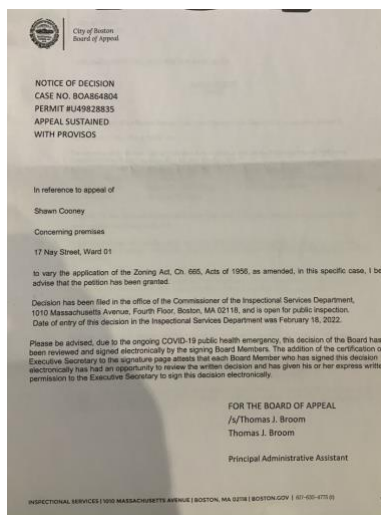 City of Boston
Board of Appeal
NOTICE OF DECISION
CASE NO. BOA864804
PERMIT #U49828835
APPEAL SUSTAINED
WITH PROVISOS
In reference to appeal of
Shawn Cooney
Concerning premises
17 Nay Street, Ward 01
to vary the application of the Zoning Act, Ch. 665, Acts of 1956, as amended, in this specific case, I be
advise that the petition has been granted.
Decision has been filed in the office of the Commissioner of the Inspectional Services Department,
1010 Massachusetts Avenue, Fourth Floor, Boston, MA 02118, and is open for public inspection.
Date of entry of this decision in the Inspectional Services Department was February 18, 2022.
Please be advised, due to the ongoing COVID-19 public health emergency, this decision of the Board has
been reviewed and signed electronically by the signing Board Members. The addition of the certification o
Executive Secretary to the signature page attests that each Board Member who has signed this decision
electronically has had an opportunity to review the written decision and has given his or her express writte
permission to the Executive Secretary to sign this decision electronically.
FOR THE BOARD OF APPEAL
/s/Thomas J. Broom
Thomas J. Broom
Principal Administrative Assistant
INSPECTIONAL SERVICES | 1010 MASSACHUSETTS AVENUE | BOSTON, MA 02118 | BOSTON.GOV |